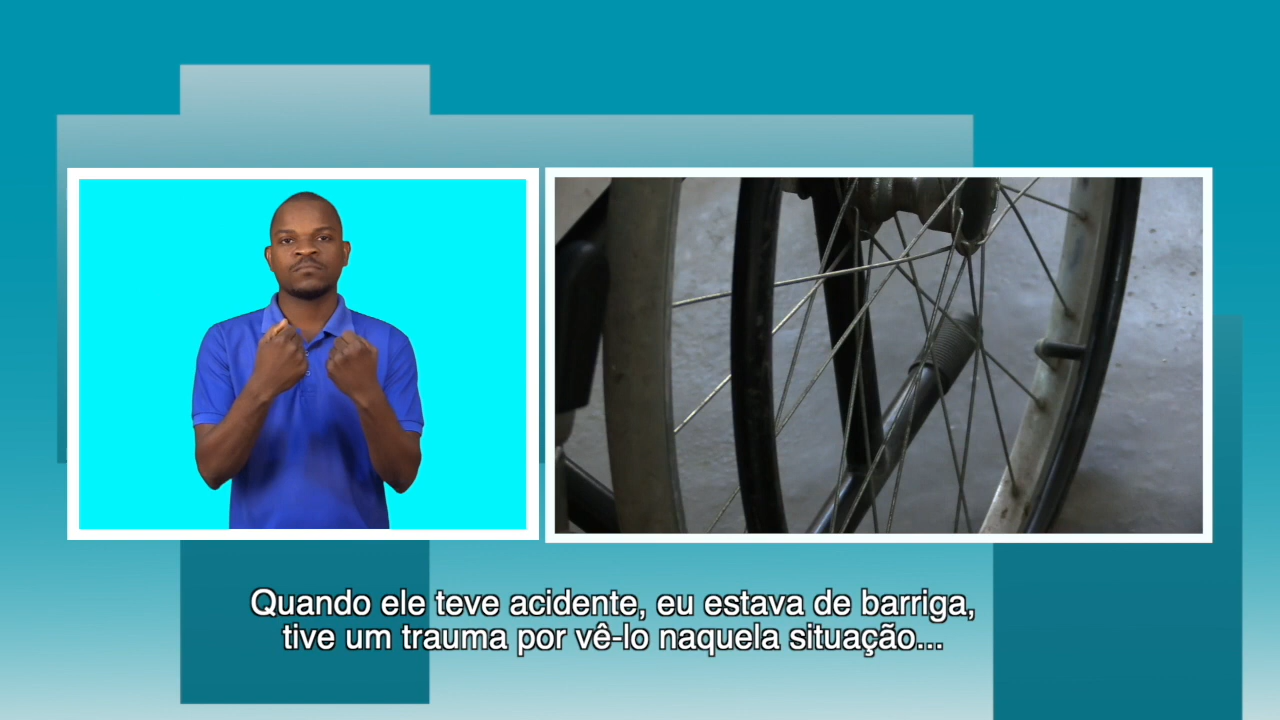 Quando ele teve acidente, eu estava de barriga,
tive um trauma por vê-lo naquela situação...